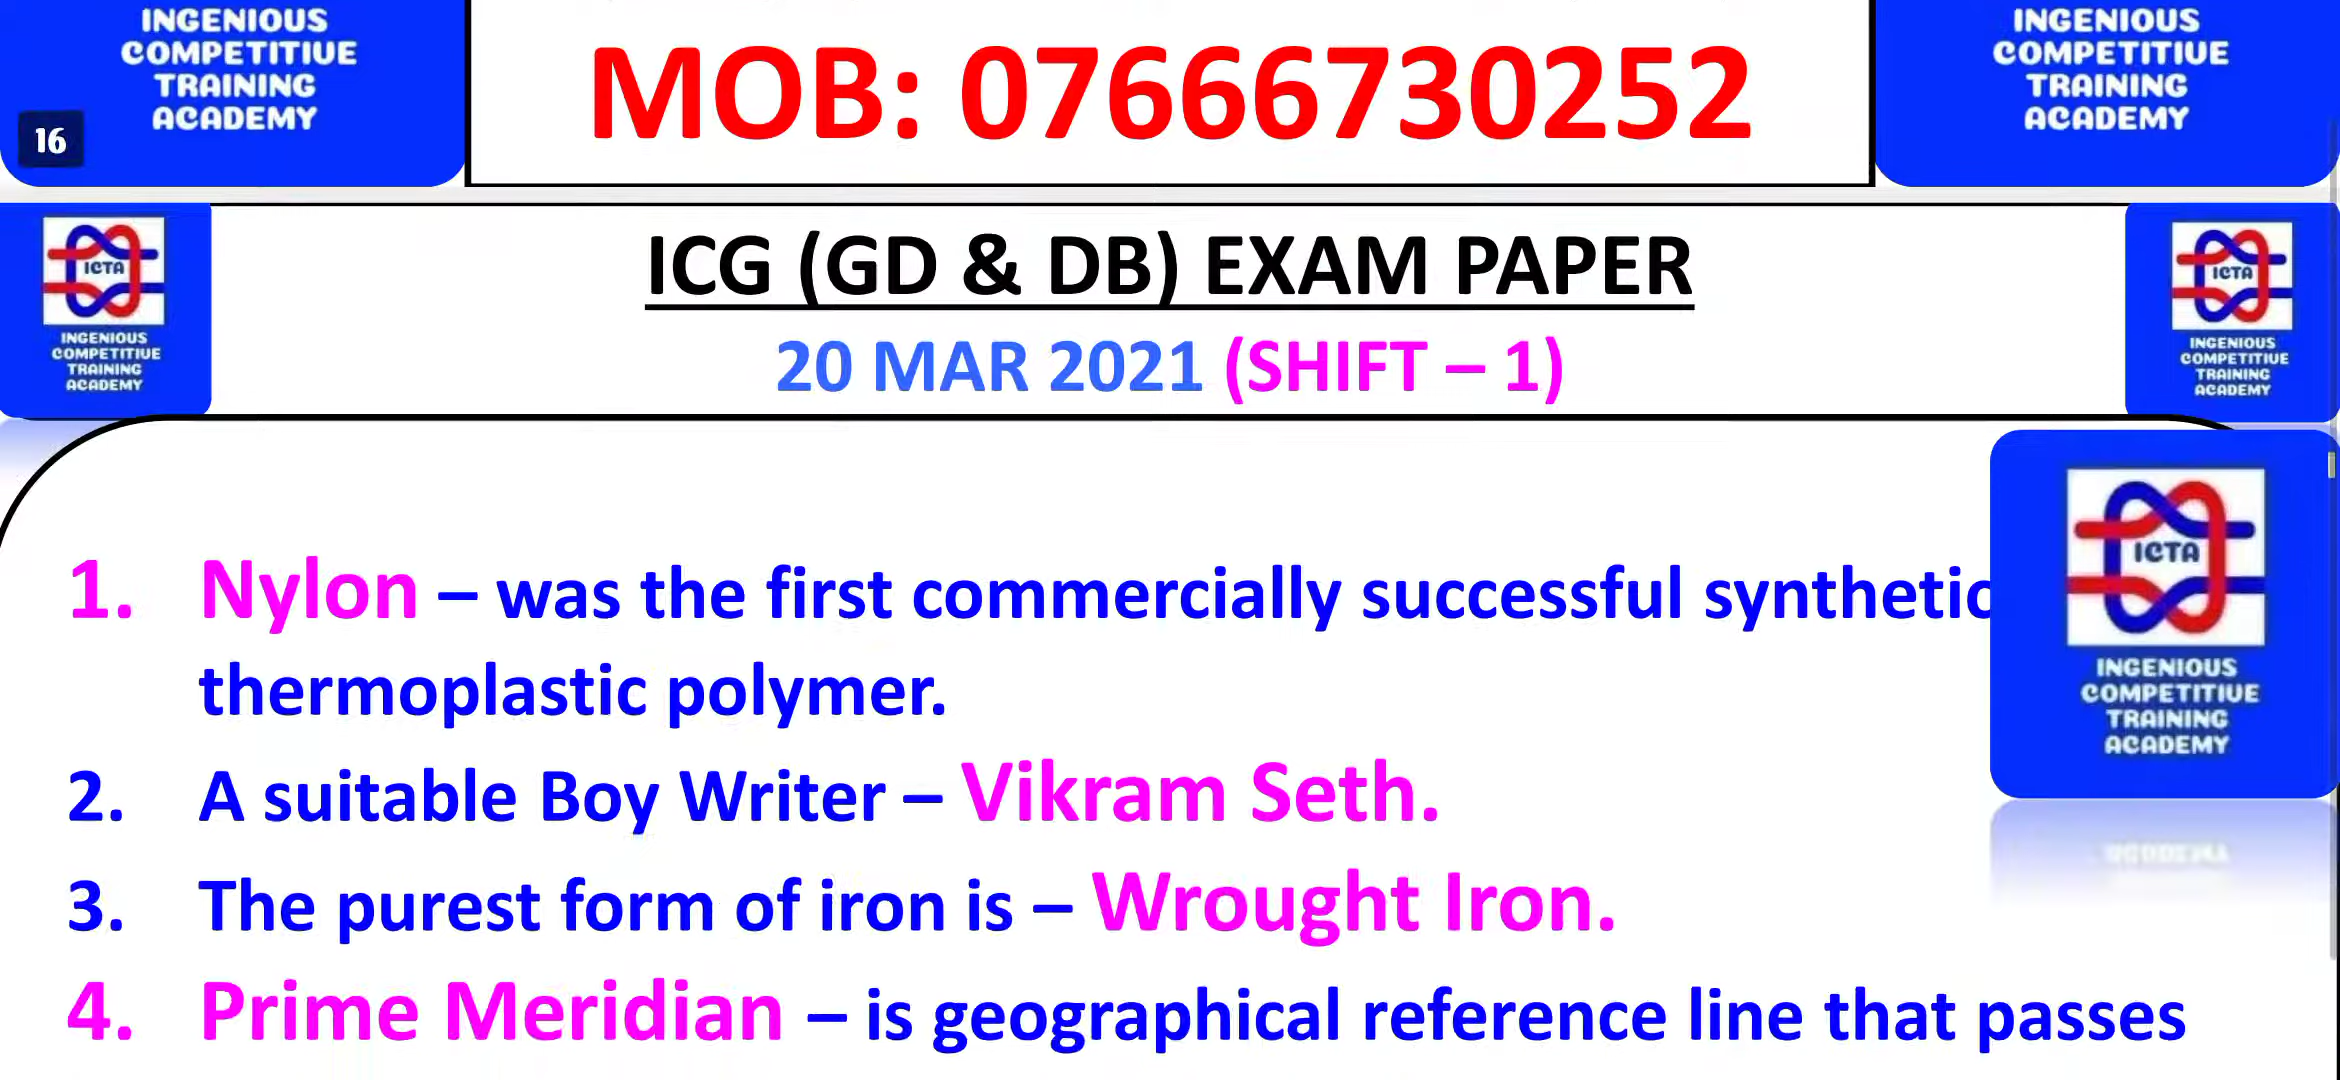 INGENIOUS
COMPETITIUE
TRAINING
ACADEMY
16
MOB: 07666730252
INGENIOUS
COMPETITIUE
TRAINING
ACADEMY
ICTA
INGENIOUS
COMPETITIUE
TRAINING
ACADEMY
ICG (GD & DB) EXAM PAPER
20 MAR 2021 (SHIFT – 1)
ICTA
INGENIOUS
COMPETITIUE
TRAINING
ACADEMY
1. Nylon – was the first commercially successful synthetic
thermoplastic polymer.
2. A suitable Boy Writer – Vikram Seth.
3. The purest form of iron is – Wrought Iron.
4. Prime Meridian – is geographical reference line that passes
ICTA
INGENIOUS
COMPETITIUE
TRAINING
ACADEMY